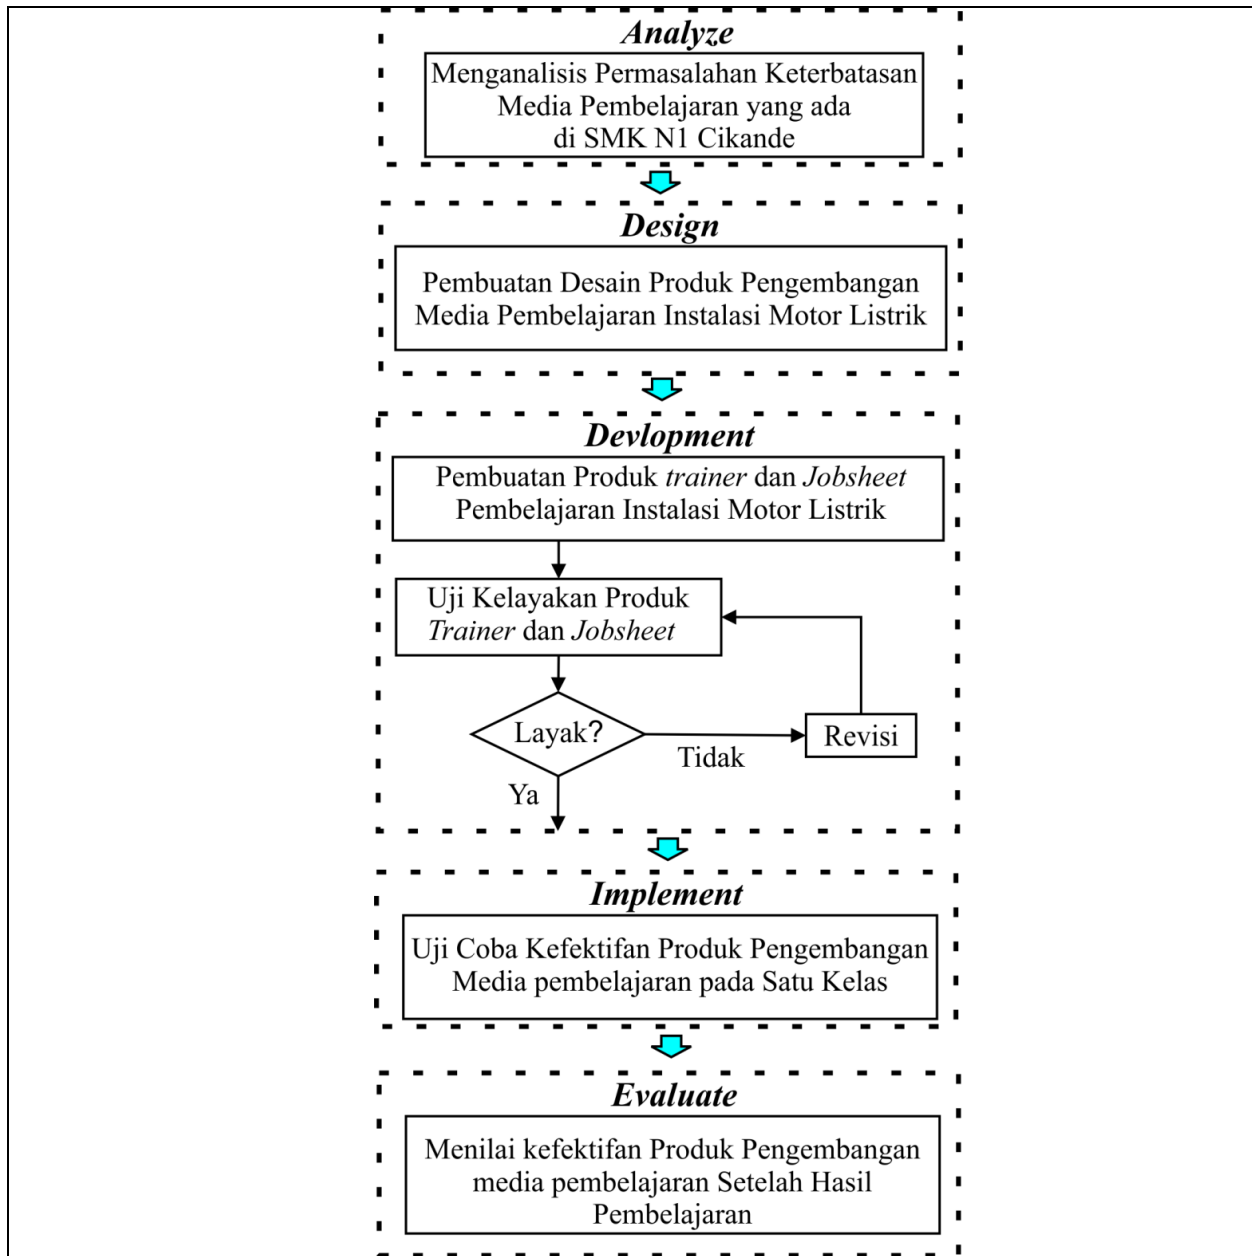 Analyze
Menganalisis Permasalahan Keterbatasan
Media Pembelajaran yang ada
di SMK N1 Cikande
Design
Pembuatan Desain Produk Pengembangan
Media Pembelajaran Instalasi Motor Listrik
Devlopment
Pembuatan Produk trainer dan Jobsheet
Pembelajaran Instalasi Motor Listrik
Uji Kelayakan Produk
Trainer dan Jobsheet
Layak?
Tidak
Revisi
Ya
Implement
Uji Coba Kefektifan Produk Pengembangan
Media pembelajaran pada Satu Kelas
Evaluate
Menilai kefektifan Produk Pengembangan
media pembelajaran Setelah Hasil
Pembelajaran